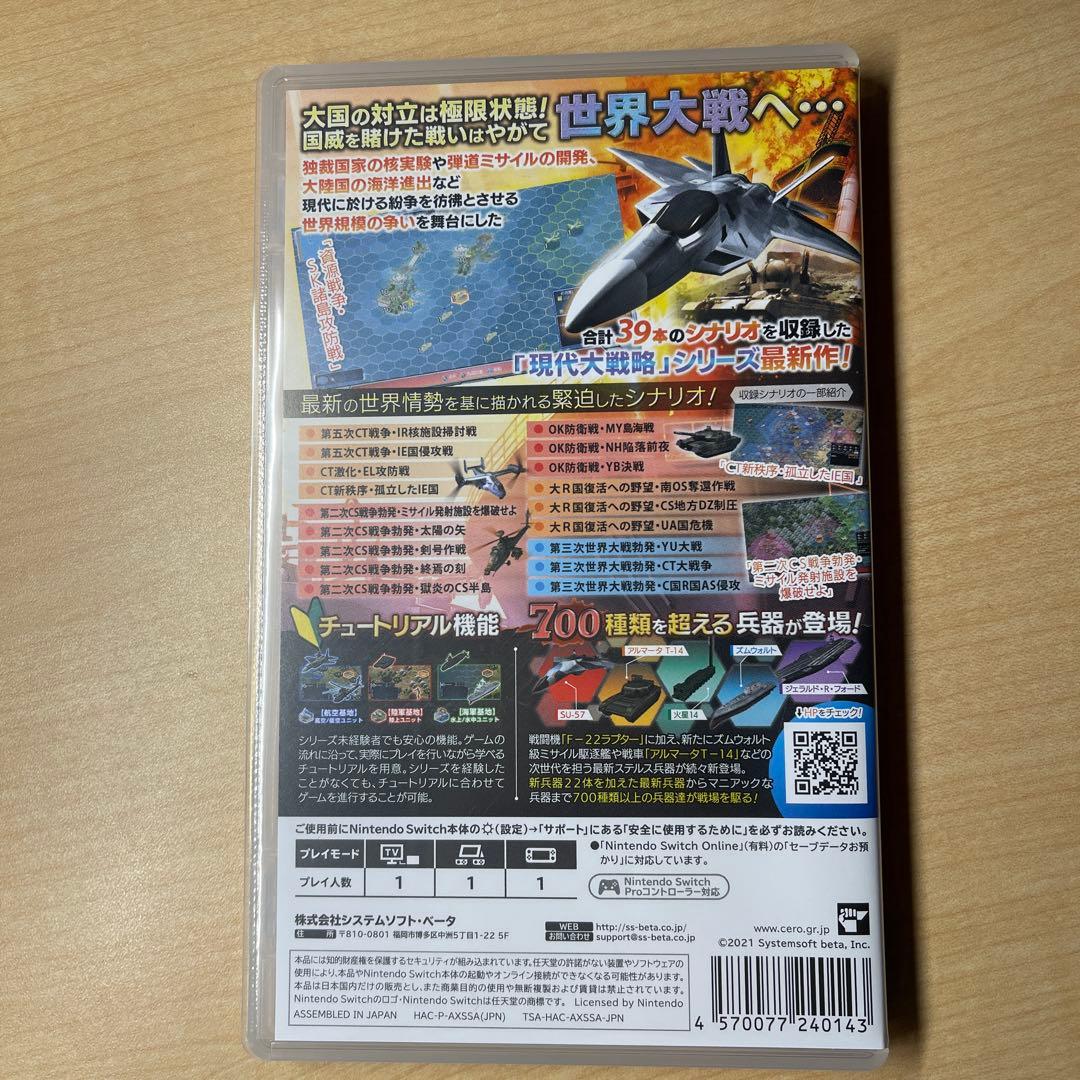 大国の対立は極限状態!
国威を賭けた戦いはやがて
世界大戦へ…
独裁国家の核実験や弾道ミサイルの開発、
大陸国の海洋進出など
現代に於ける紛争を彷彿とさせる
世界規模の争いを舞台にした
「資源戦争・
SK諸島攻防戦」
合計39本のシナリオを収録した
「現代大戦略」シリーズ最新作!
最新の世界情勢を基に描かれる緊迫したシナリオ!
収録シナリオの一部紹介
第五次CT戦争・IR核施設掃討戦
第五次CT戦争・IE国侵攻戦
CT激化・EL攻防戦
CT新秩序・孤立したIE国
第二次CS戦争勃発・ミサイル発射施設を爆破せよ
第二次CS戦争勃発・太陽の矢
第二次CS戦争勃発・剣号作戦
第二次CS戦争勃発・終焉の刻
第二次CS戦争勃発・獄炎のCS半島
OK防衛戦・MY島海戦
OK防衛戦・NH陥落前夜
OK防衛戦・YB決戦
大R国復活への野望・南OS奪還作戦
大R国復活への野望・CS地方DZ制圧
大R国復活への野望・UA国危機
第三次世界大戦勃発・YU大戦
第三次世界大戦勃発・CT大戦争
第三次世界大戦勃発・C国R国AS侵攻
「CT新秩序・孤立したIE国」
「第二次CS戦争勃発・
ミサイル発射施設を
爆破せよ」
チュートリアル機能
【航空基地】
高空/低空ユニット
【陸軍基地】
陸上ユニット
【海軍基地】
水上/水中ユニット
シリーズ未経験者でも安心の機能。ゲームの
流れに沿って、実際にプレイを行いながら学べる
チュートリアルを用意。シリーズを経験した
ことがなくても、チュートリアルに合わせて
ゲームを進行することが可能。
700種類を超える兵器が登場!
アルマータ T-14
ズムウォルト
SU-57
火星14
ジェラルド・R・フォード
戦闘機「F-22ラプター」に加え、新たにズムウォルト
級ミサイル駆逐艦や戦車「アルマータT-14」などの
次世代を担う最新ステルス兵器が続々新登場。
新兵器22体を加えた最新兵器からマニアックな
兵器まで700種類以上の兵器達が戦場を駆る!
↓HPをチェック!
ご使用前にNintendo Switch本体の(設定)→「サポート」にある「安全に使用するために」を必ずお読みください。
プレイモード
TV
プレイ人数
1
1
1
●「Nintendo Switch Online」(有料)の「セーブデータお預
かり」に対応しています。
Nintendo Switch
Proコントローラー対応
株式会社システムソフト・ベータ
住 所 〒810-0801 福岡市博多区中洲5丁目1-22 5F
WEB http://ss-beta.co.jp/
お問い合わせ support@ss-beta.co.jp
www.cero.gr.jp
©2021 Systemsoft beta, Inc.
本品には知的財産権を保護するセキュリティが組み込まれています。任天堂の許諾がない装置やソフトウェアの
使用により、本品やNintendo Switch本体の起動やオンライン接続ができなくなる可能性があります。
本品は日本国内だけの販売とし、また商業目的の使用や無断複製および賃貸は禁止されています。
Nintendo Switchのロゴ・Nintendo Switchは任天堂の商標です。 Licensed by Nintendo
ASSEMBLED IN JAPAN HAC-P-AXSSA(JPN) TSA-HAC-AXSSA-JPN
4 570077 240143